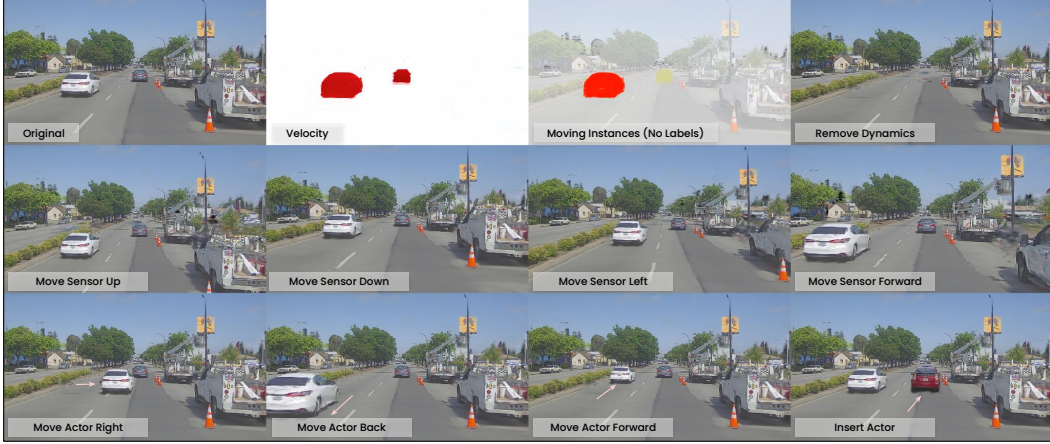 Original
Velocity
Moving Instances (No Labels)
Remove Dynamics
Move Sensor Up
Move Sensor Down
Move Sensor Left
Move Sensor Forward
Move Actor Right
Move Actor Back
Move Actor Forward
Insert Actor